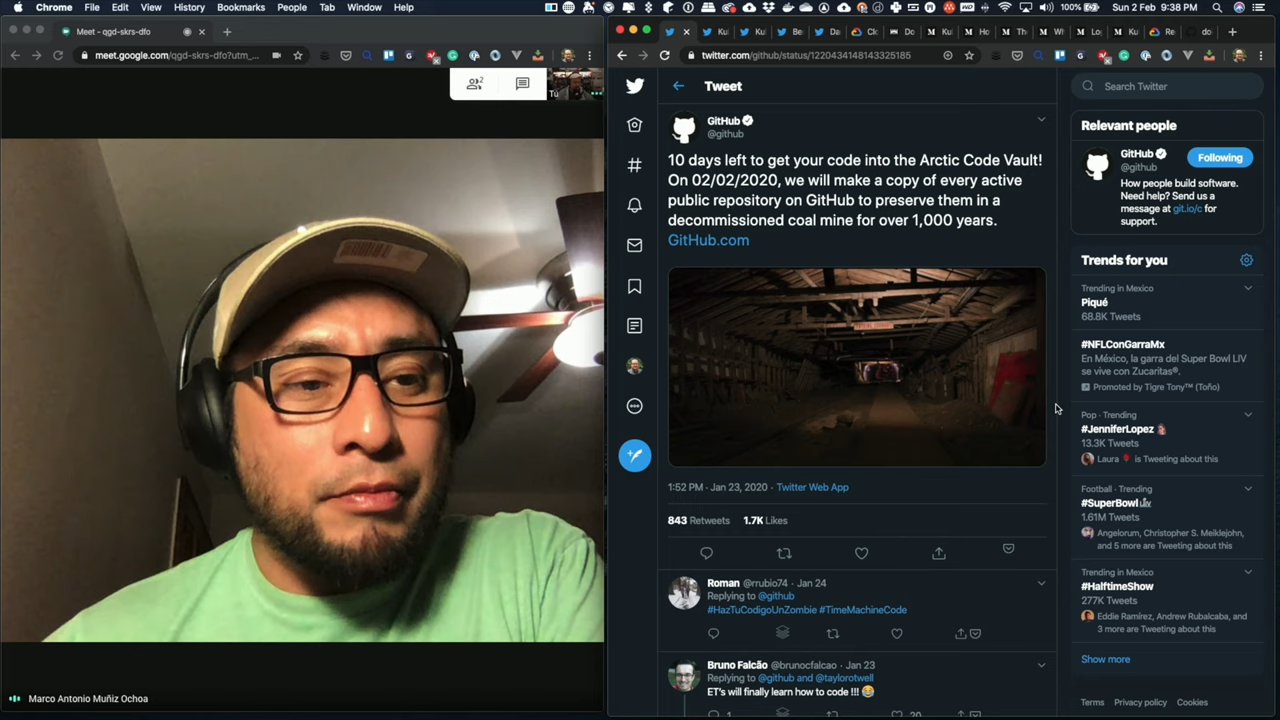 Chrome File Edit View History Bookmarks People Tab Window Help
100% Sun 2 Feb 9:38 PM
Meet - qgd-skrs-dfo
Meet.google.com/qgd-skrs-dfo?utm_...
2
Tú
Marco Antonio Muñiz Ochoa
twitter.com/github/status/1220434148143325185
Tweet
GitHub
@github
10 days left to get your code into the Arctic Code Vault!
On 02/02/2020, we will make a copy of every active
public repository on GitHub to preserve them in a
decommissioned coal mine for over 1,000 years.
GitHub.com
1:52 PM · Jan 23, 2020 · Twitter Web App
843 Retweets 1.7K Likes
Roman @rrubio74 · Jan 24
Replying to @github
#HazTuCodigoUnZombie #TimeMachineCode
Bruno Falcão @brunocfalcao · Jan 23
Replying to @github and @taylorotwell
ET's will finally learn how to code !!! 😂
1
20
Search Twitter
Relevant people
GitHub
@github
Following
How people build software.
Need help? Send us a
message at git.io/c for
support.
Trends for you
Trending in Mexico
Piqué
68.8K Tweets
#NFLConGarraMx
En México, la garra del Super Bowl LIV
se vive con Zucaritas®.
Promoted by Tigre Tony™ (Toño)
Pop · Trending
#JenniferLopez
13.3K Tweets
Laura is Tweeting about this
Football · Trending
#SuperBowl
1.61M Tweets
Angelorum, Christopher S. Meiklejohn,
and 5 more are Tweeting about this
Trending in Mexico
#HalftimeShow
277K Tweets
Eddie Ramírez, Andrew Rubalcaba, and
3 more are Tweeting about this
Show more
Terms Privacy policy Cookies